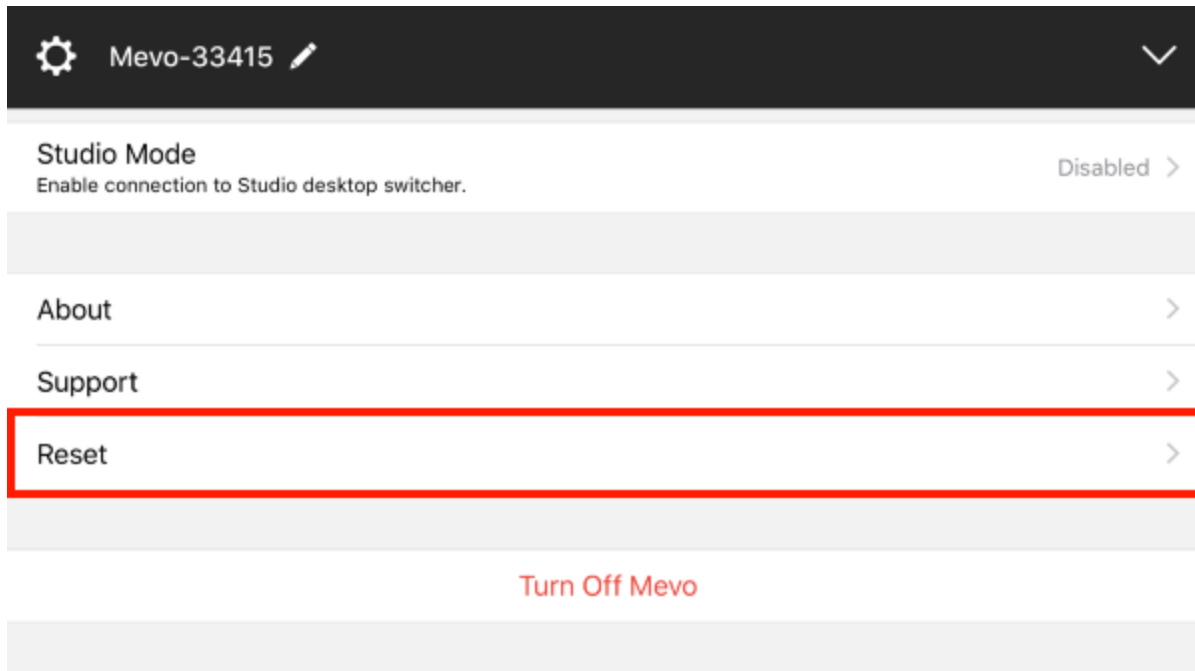 Mevo-33415
Studio Mode
Enable connection to Studio desktop switcher.
Disabled
About
Support
Reset
Turn Off Mevo